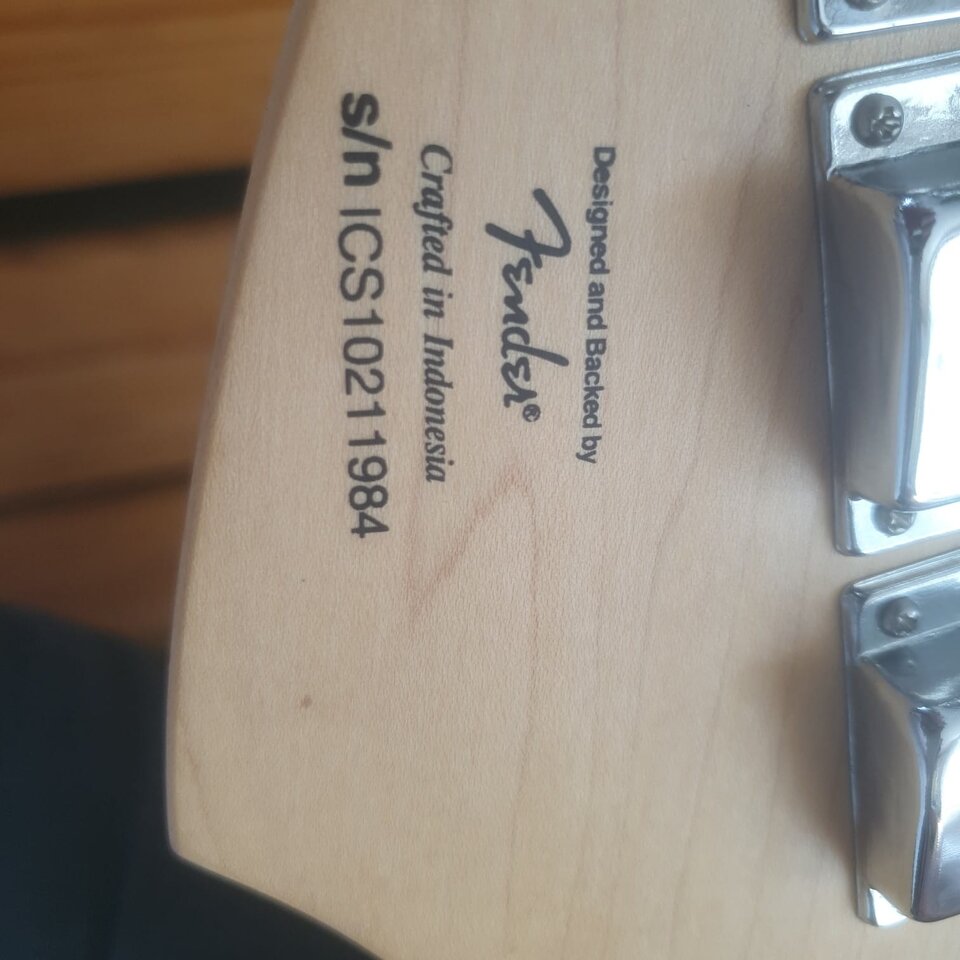 Designed and Backed by
Fender®
Crafted in Indonesia
s/n ICS10211984